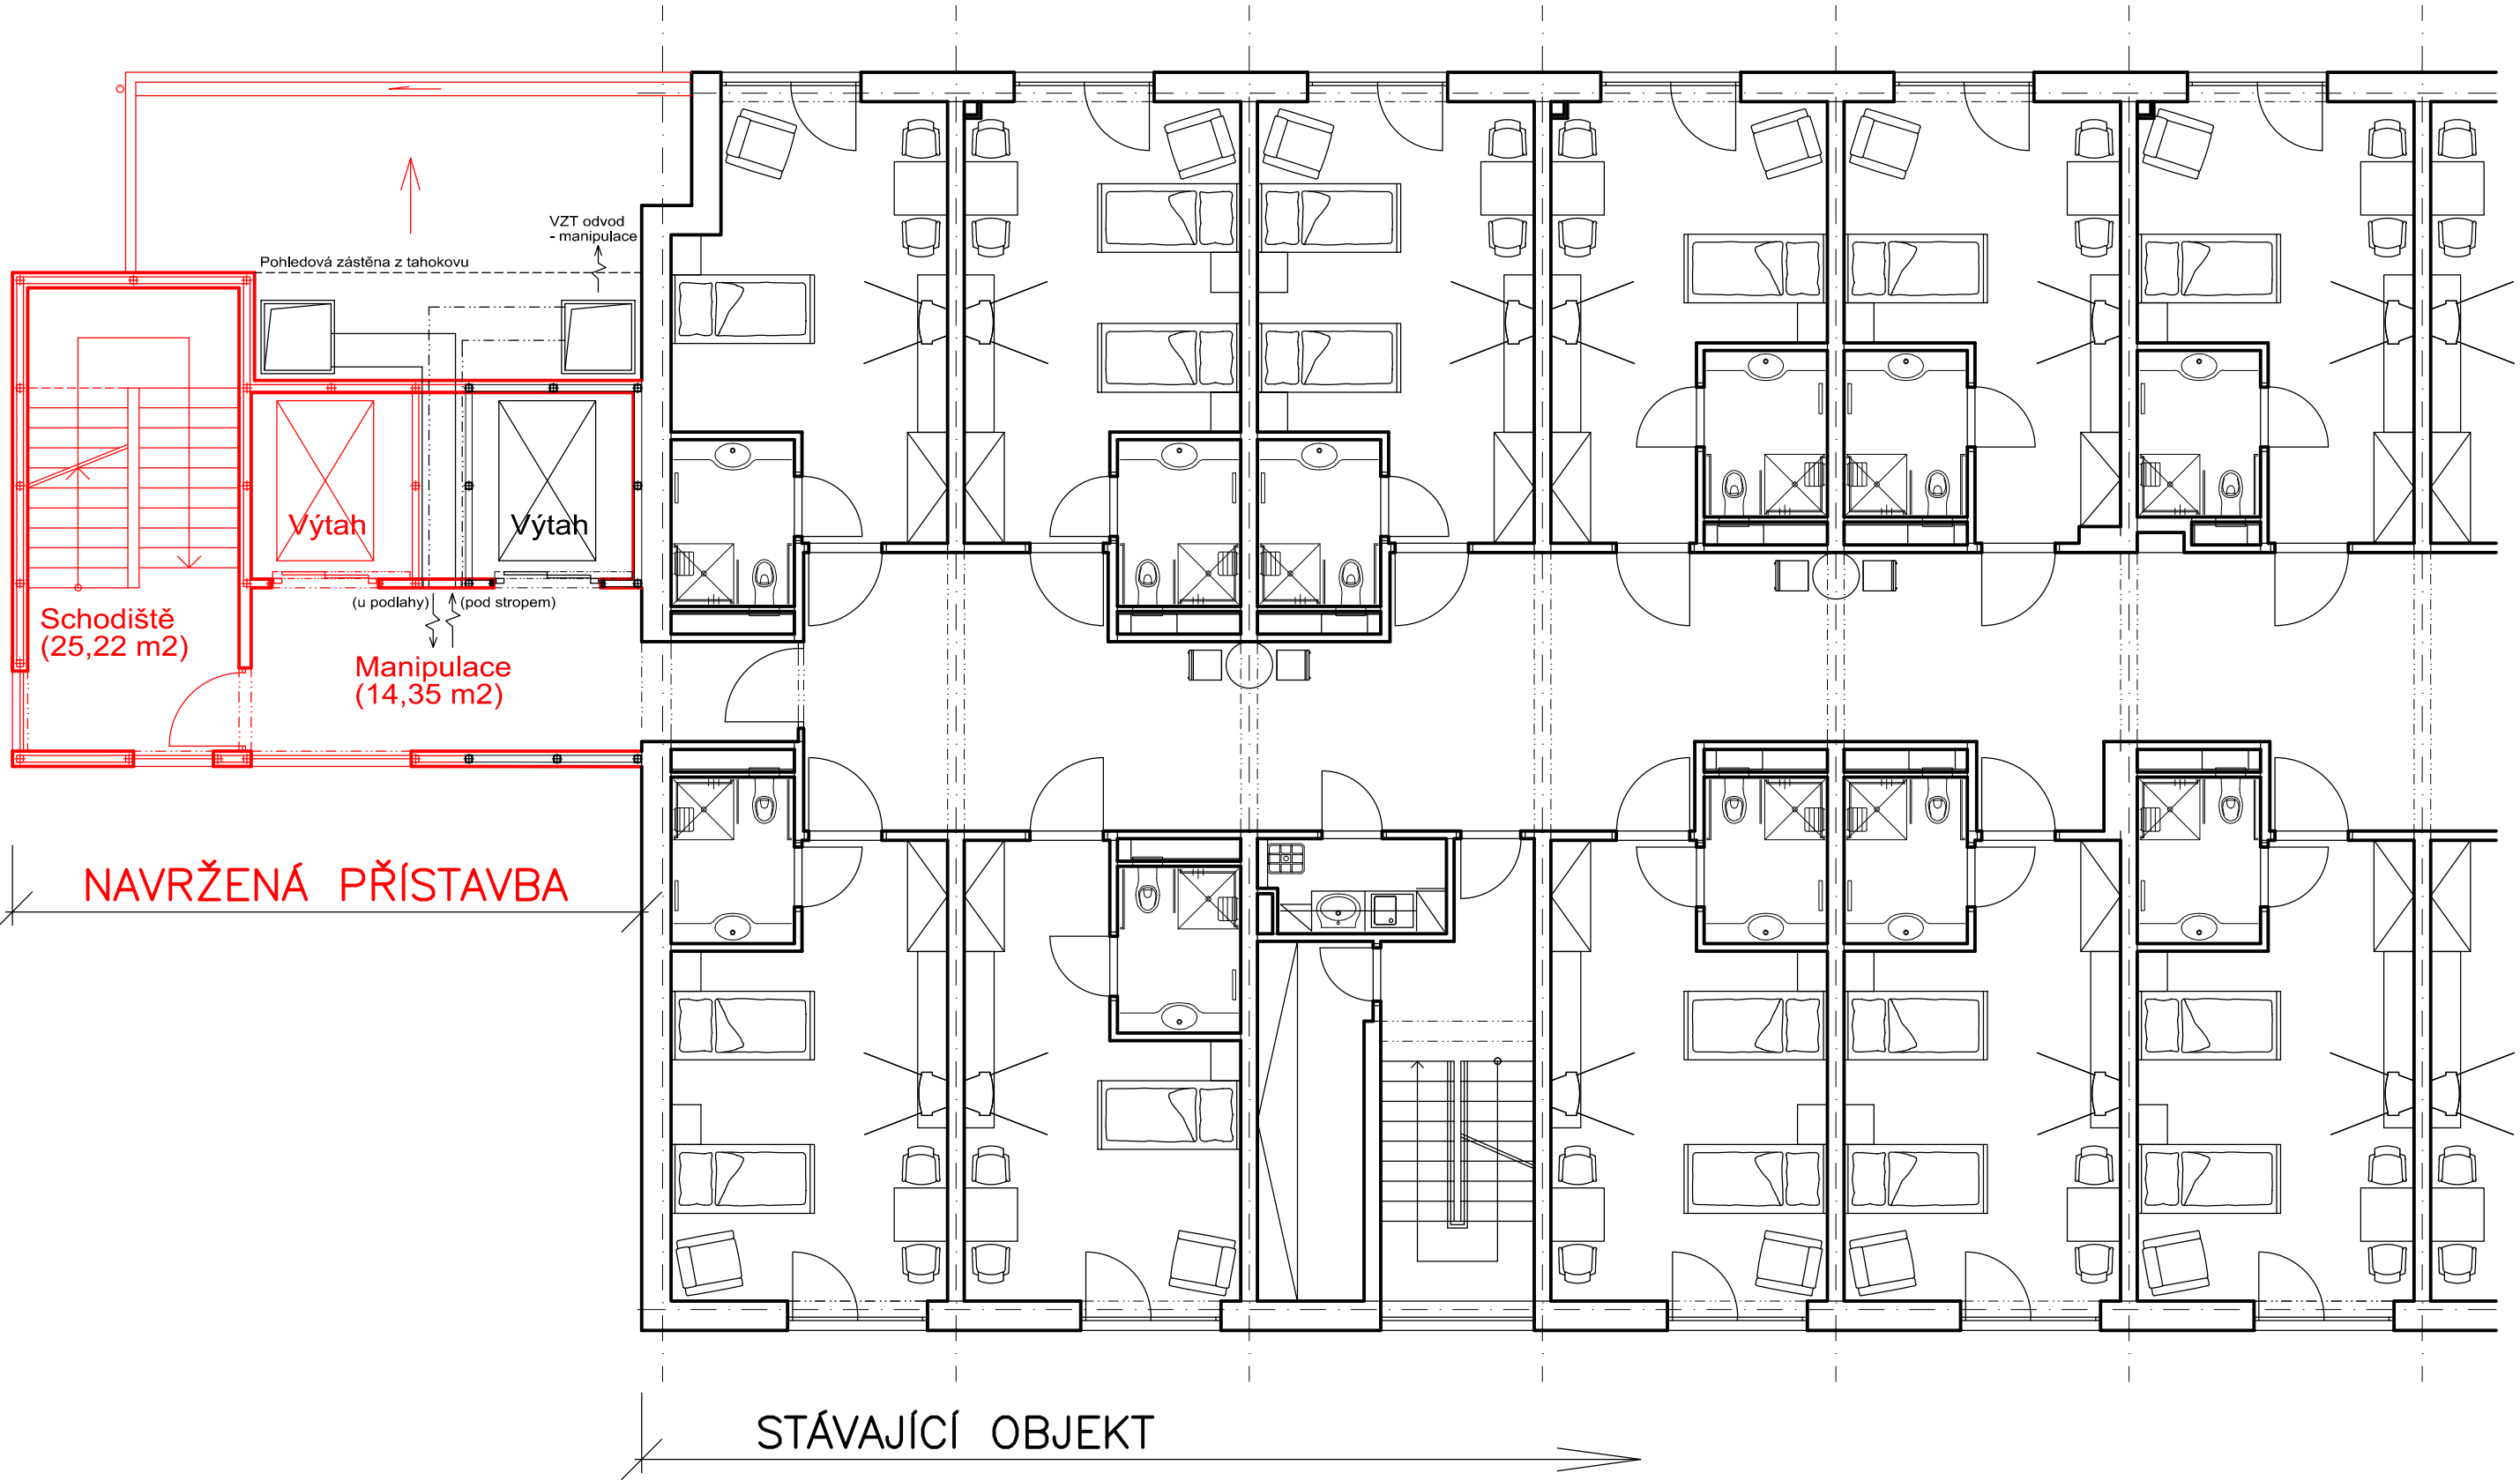 VZT odvod
- manipulace
Pohledová zástěna z tahokovu
Výtah
Výtah
(u podlahy)
(pod stropem)
Schodiště
(25,22 m2)
Manipulace
(14,35 m2)
NAVRŽENÁ PŘÍSTAVBA
STÁVAJÍCÍ OBJEKT